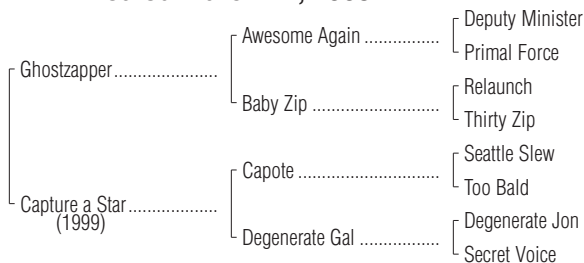 Deputy Minister
Awesome Again ....................
Primal Force
Ghostzapper.......................
Relaunch
Baby Zip ............................
Thirty Zip
Seattle Slew
Capote ...............................
Too Bald
Capture a Star....................
(1999)
Degenerate Jon
Degenerate Gal ..................
Secret Voice